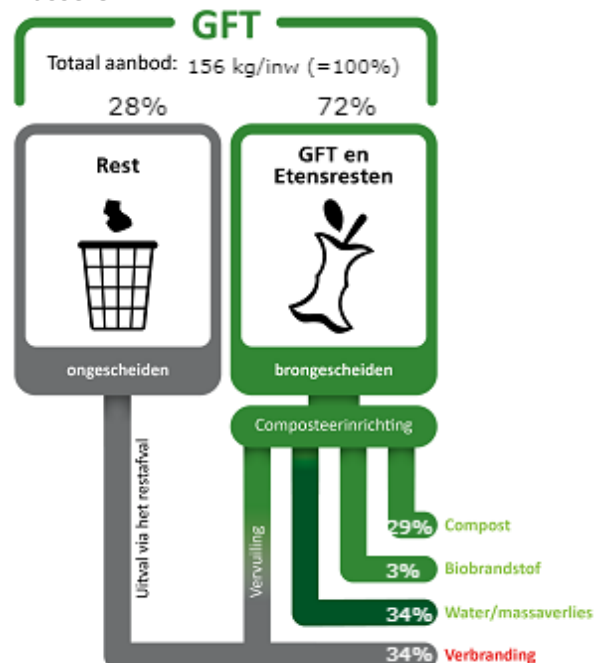 GFT
Totaal aanbod: 156 kg/inw (=100%)
28%
72%
Rest
GFT en
Etensresten
ongescheiden
brongescheiden
Composteerinrichting
Uitval via het restafval
Vervuiling
29% Compost
3% Biobrandstof
34% Water/massaverlies
34% Verbranding